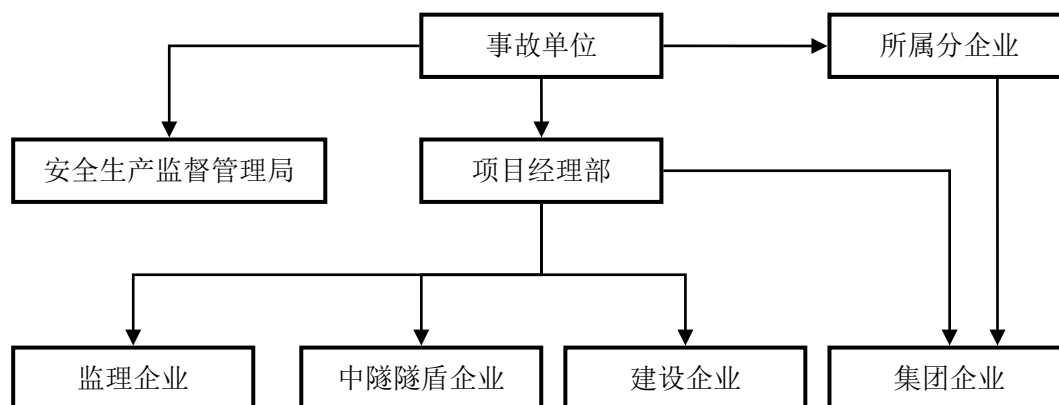 事故单位
所属分企业
安全生产监督管理局
项目经理部
监理企业
中隧隧盾企业
建设企业
集团企业